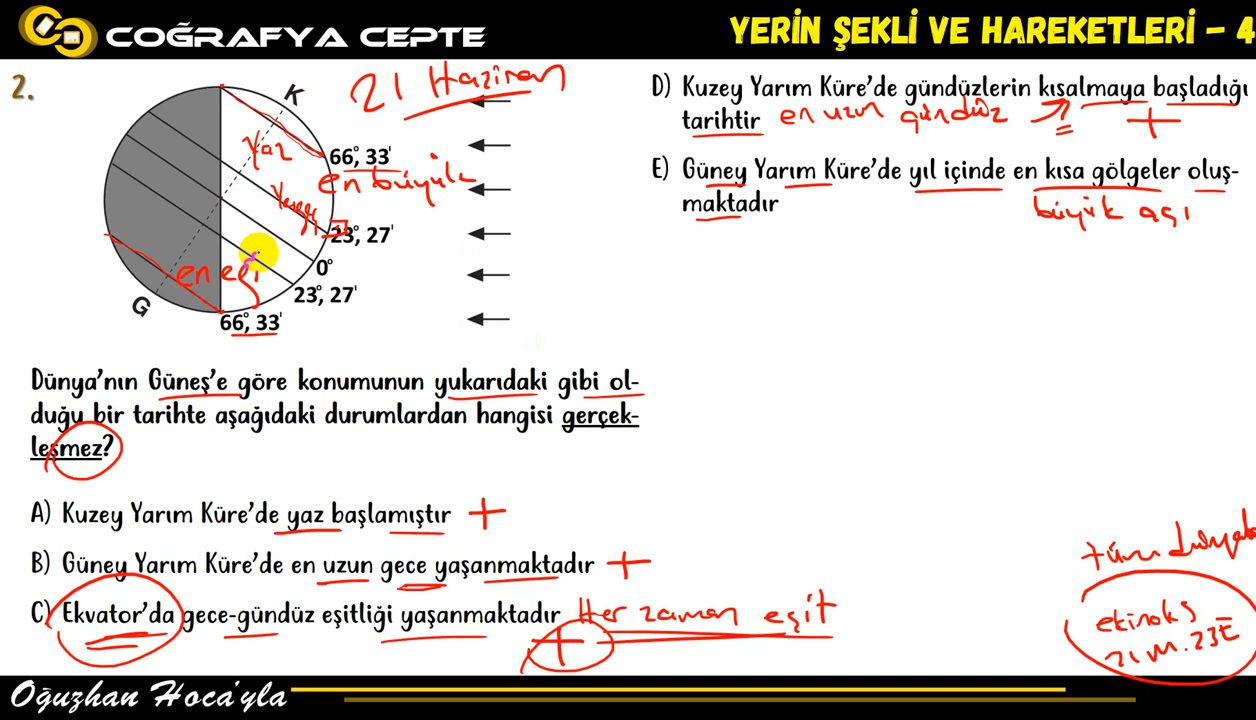 COĞRAFYA CEPTE
YERİN ŞEKLİ VE HAREKETLERİ – 4
2.
21 Haziran
K
Yaz
66°, 33'
en büyük
23°, 27'
0°
23°, 27'
en eğ
G
66°, 33'
Dünya'nın Güneş'e göre konumunun yukarıdaki gibi ol-
duğu bir tarihte aşağıdaki durumlardan hangisi gerçek-
leşmez?
A) Kuzey Yarım Küre'de yaz başlamıştır +
B) Güney Yarım Küre'de en uzun gece yaşanmaktadır +
C) Ekvator'da gece-gündüz eşitliği yaşanmaktadır Her zaman eşit
+
D) Kuzey Yarım Küre'de gündüzlerin kısalmaya başladığı
tarihtir en uzun gündüz +
E) Güney Yarım Küre'de yıl içinde en kısa gölgeler oluş-
maktadır
büyük açı
tüm dünyada
ekinoks
21 M. 23 E
Oğuzhan Hoca'yla